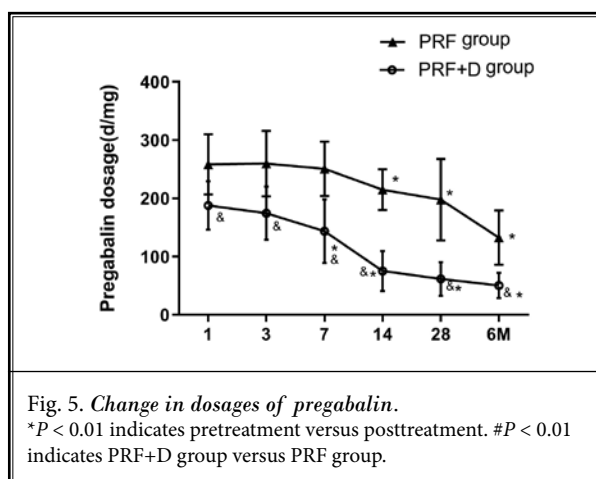 PRF group
PRF+D group
Pregabalin dosage(d/mg)
400
300
200
100
0
* * *
& & * & &* &* & *
1 3 7 14 28 6M
Fig. 5. Change in dosages of pregabalin.
*P < 0.01 indicates pretreatment versus posttreatment. #P < 0.01
indicates PRF+D group versus PRF group.